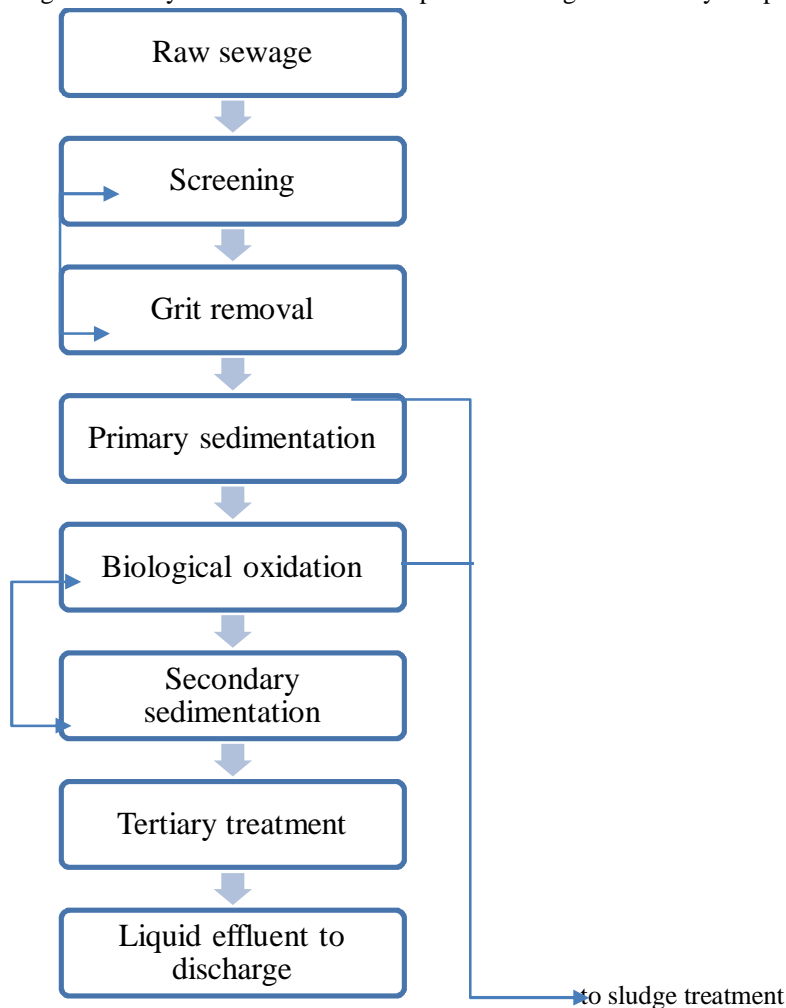 Raw sewage
Screening
Grit removal
Primary sedimentation
Biological oxidation
Secondary
sedimentation
Tertiary treatment
Liquid effluent to
discharge
to sludge treatment